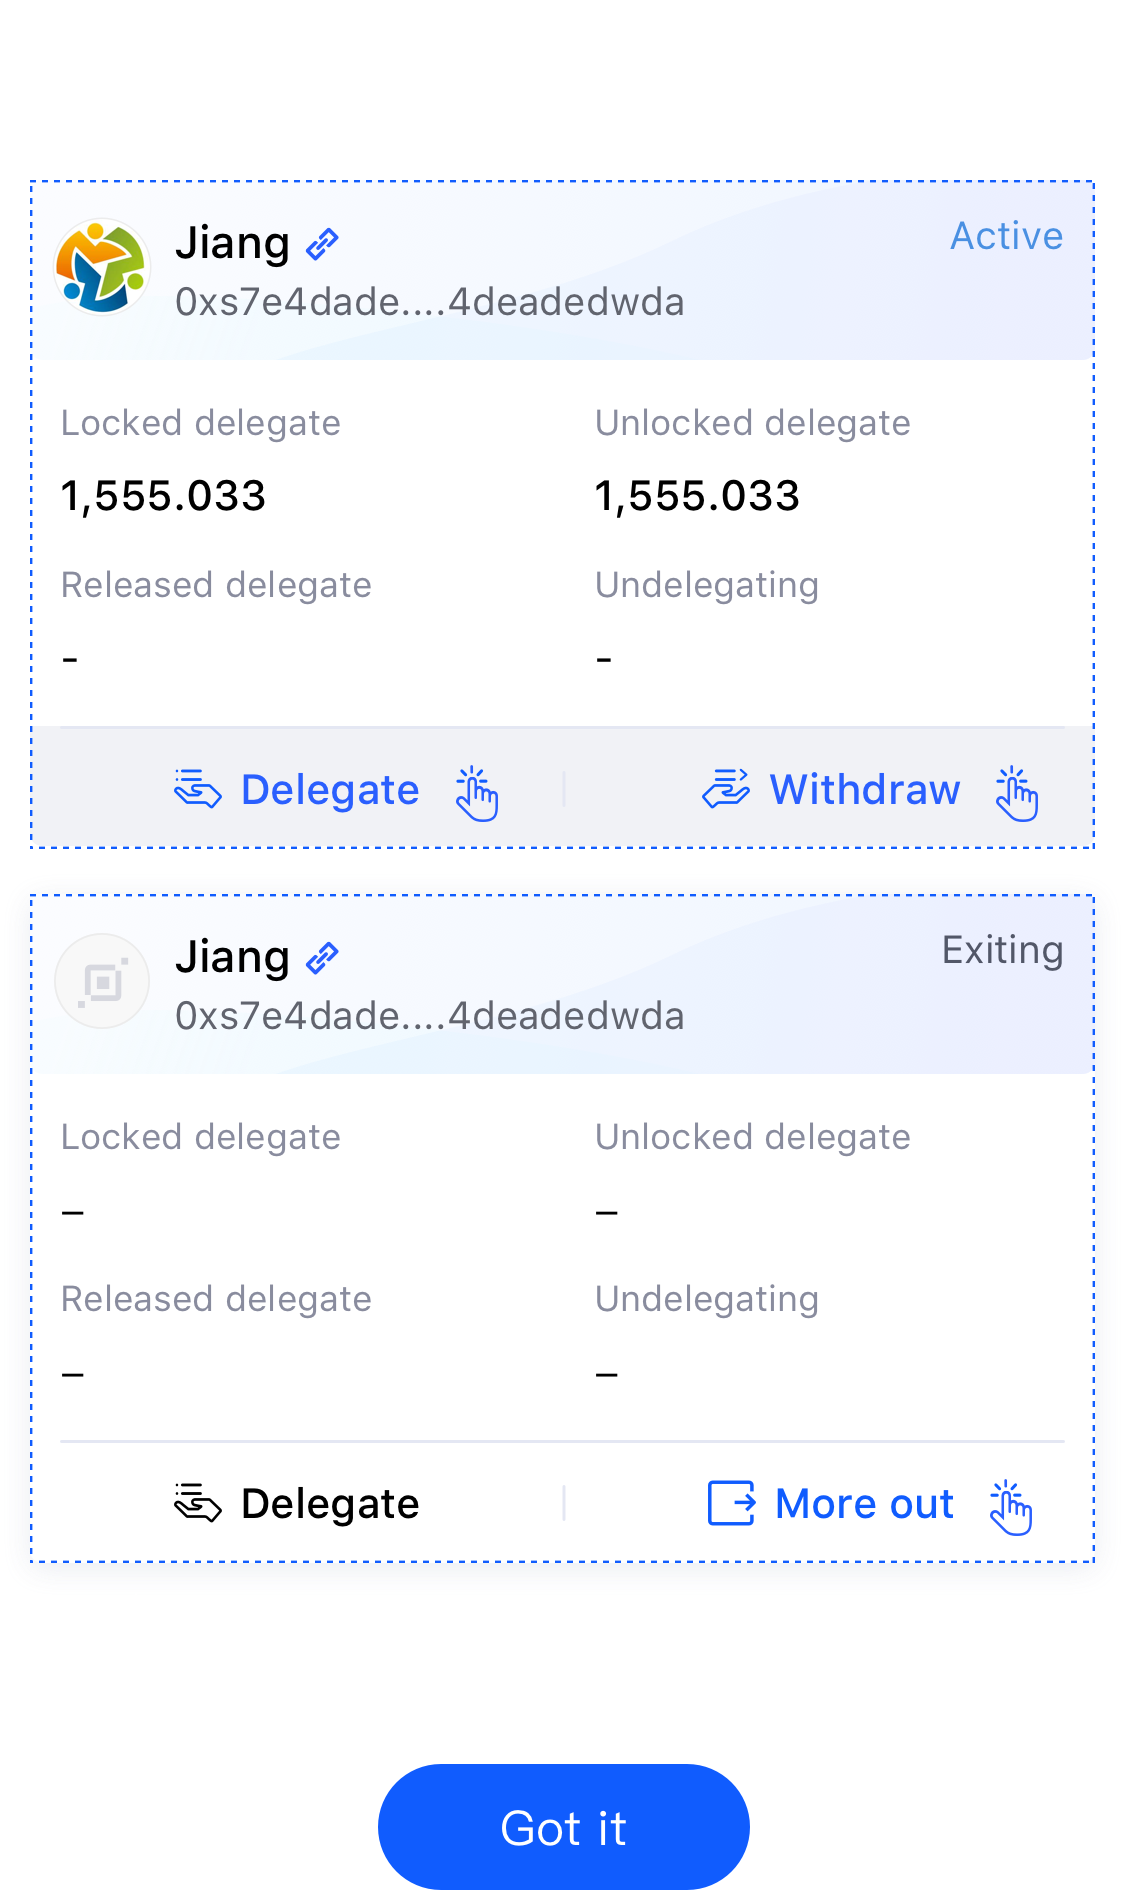 Jiang
Active
0xs7e4dade....4deadedwda
Locked delegate Unlocked delegate
1,555.033 1,555.033
Released delegate Undelegating
- -
Delegate Withdraw
Jiang
Exiting
0xs7e4dade....4deadedwda
Locked delegate Unlocked delegate
– –
Released delegate Undelegating
– –
Delegate More out
Got it